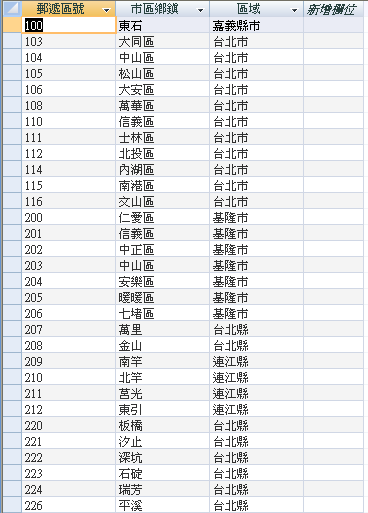 郵遞區號 市區鄉鎮 區域 新增欄位
100 東石 嘉義縣市
103 大同區 台北市
104 中山區 台北市
105 松山區 台北市
106 大安區 台北市
108 萬華區 台北市
110 信義區 台北市
111 士林區 台北市
112 北投區 台北市
114 內湖區 台北市
115 南港區 台北市
116 文山區 台北市
200 仁愛區 基隆市
201 信義區 基隆市
202 中正區 基隆市
203 中山區 基隆市
204 安樂區 基隆市
205 暖暖區 基隆市
206 七堵區 基隆市
207 萬里 台北縣
208 金山 台北縣
209 南竿 連江縣
210 北竿 連江縣
211 莒光 連江縣
212 東引 連江縣
220 板橋 台北縣
221 汐止 台北縣
222 深坑 台北縣
223 石碇 台北縣
224 瑞芳 台北縣
226 平溪 台北縣